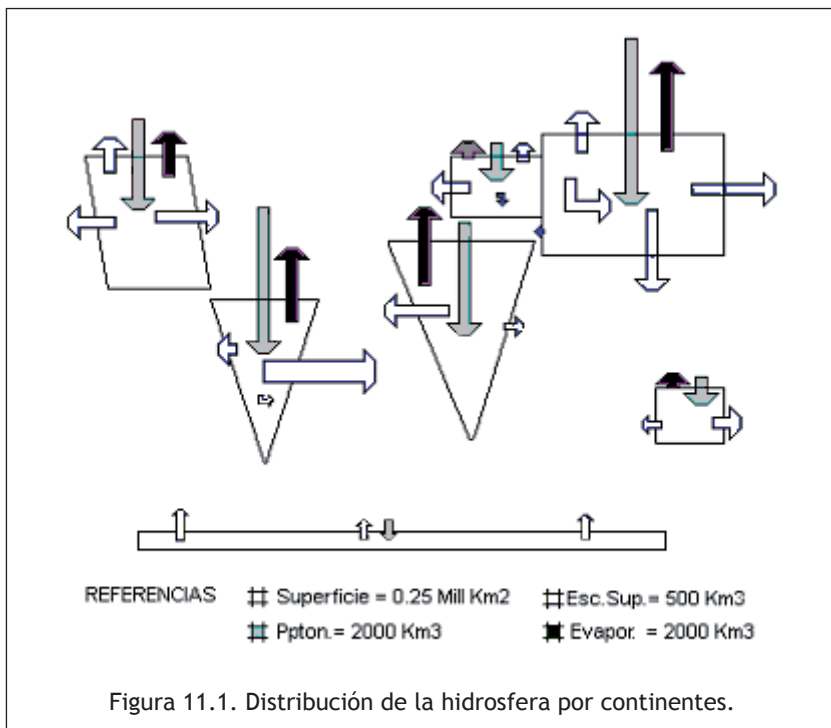 REFERENCIAS Superficie = 0.25 Mill Km2 Esc.Sup.= 500 Km3
Ppton.= 2000 Km3 Evapor. = 2000 Km3
Figura 11.1. Distribución de la hidrosfera por continentes.